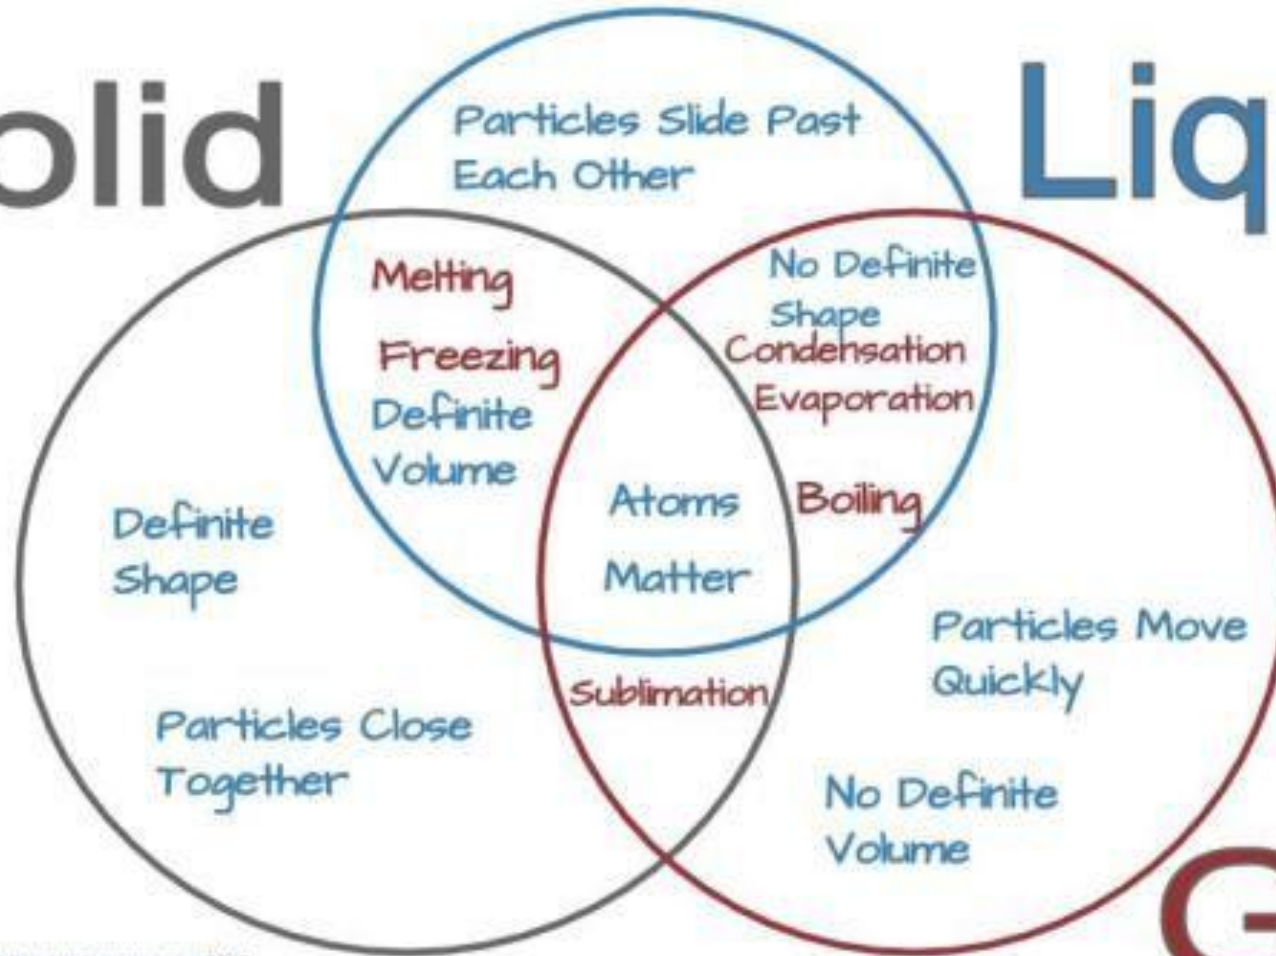 olid
Liq
Particles Slide Past
Each Other
Melting
Freezing
Definite
Volume
No Definite
Shape
Condensation
Evaporation
Boiling
Atoms
Matter
Definite
Shape
Particles Close
Together
Sublimation
Particles Move
Quickly
No Definite
Volume
G